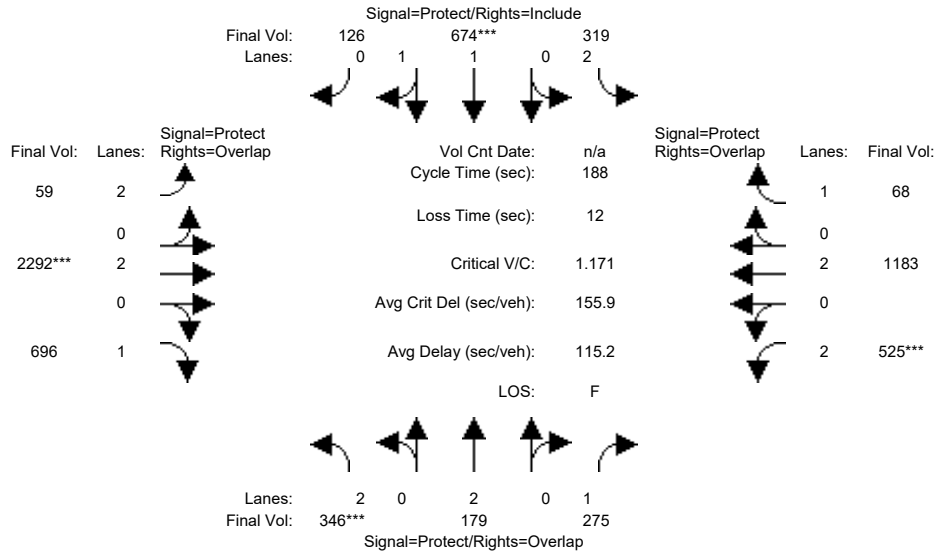 Signal=Protect/Rights=Include
Final Vol: 126 674*** 319
Lanes: 0 1 1 0 2
Signal=Protect
Final Vol: Lanes: Rights=Overlap
Vol Cnt Date: n/a
Signal=Protect
Rights=Overlap Lanes: Final Vol:
Cycle Time (sec): 188
59 2
1 68
Loss Time (sec): 12
0
0
2292*** 2
Critical V/C: 1.171
2 1183
0
Avg Crit Del (sec/veh): 155.9
0
696 1
Avg Delay (sec/veh): 115.2
2 525***
LOS: F
Lanes: 2 0 2 0 1
Final Vol: 346*** 179 275
Signal=Protect/Rights=Overlap